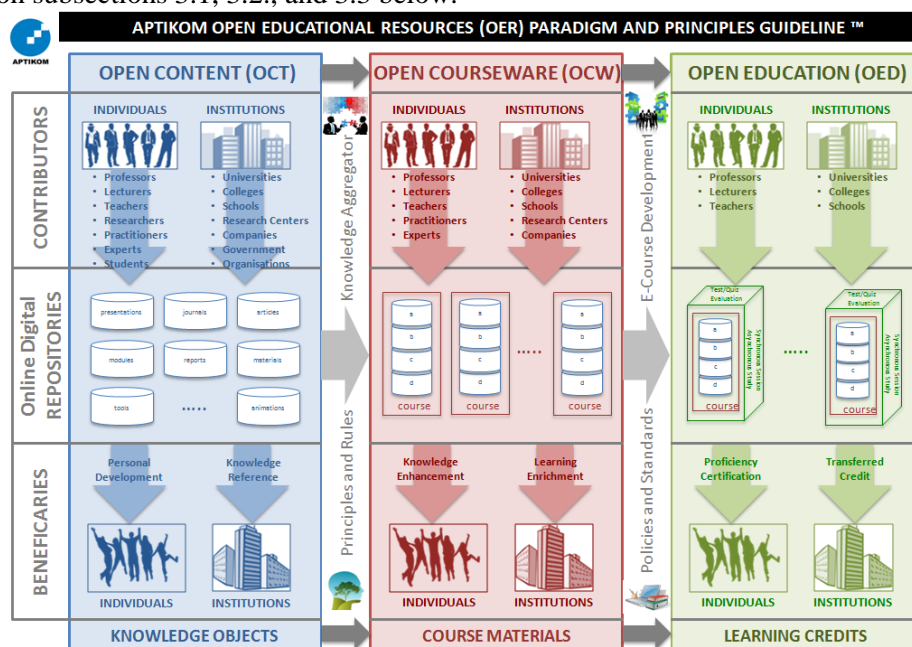 on subsections 3.1, 3.2., and 3.3 below.
APTIKOM OPEN EDUCATIONAL RESOURCES (OER) PARADIGM AND PRINCIPLES GUIDELINE ™
APTIKOM
OPEN CONTENT (OCT)
OPEN COURSEWARE (OCW)
OPEN EDUCATION (OED)
CONTRIBUTORS
INDIVIDUALS
• Professors
• Lecturers
• Teachers
• Researchers
• Practitioners
• Experts
• Students
INSTITUTIONS
• Universities
• Colleges
• Schools
• Research Centers
• Companies
• Government
• Organisations
Knowledge Aggregator
INDIVIDUALS
• Professors
• Lecturers
• Teachers
• Practitioners
• Experts
INSTITUTIONS
• Universities
• Colleges
• Schools
• Research Centers
• Companies
E-Course Development
INDIVIDUALS
• Professors
• Lecturers
• Teachers
INSTITUTIONS
• Universities
• Colleges
• Schools
Online Digital
REPOSITORIES
presentations
journals
articles
modules
reports
materials
tools
.....
animations
a
b
c
d
course
a
b
c
d
course
.....
a
b
c
d
course
Test/Quiz
Evaluation
a
b
c
d
course
Synchronous Session
Asynchronous Study
.....
Test/Quiz
Evaluation
a
b
c
d
course
Synchronous Session
Asynchronous Study
BENEFICARIES
Personal
Development
Knowledge
Reference
INDIVIDUALS
INSTITUTIONS
Principles and Rules
Knowledge
Enhancement
Learning
Enrichment
INDIVIDUALS
INSTITUTIONS
Policies and Standards
Proficiency
Certification
Transferred
Credit
INDIVIDUALS
INSTITUTIONS
KNOWLEDGE OBJECTS
COURSE MATERIALS
LEARNING CREDITS